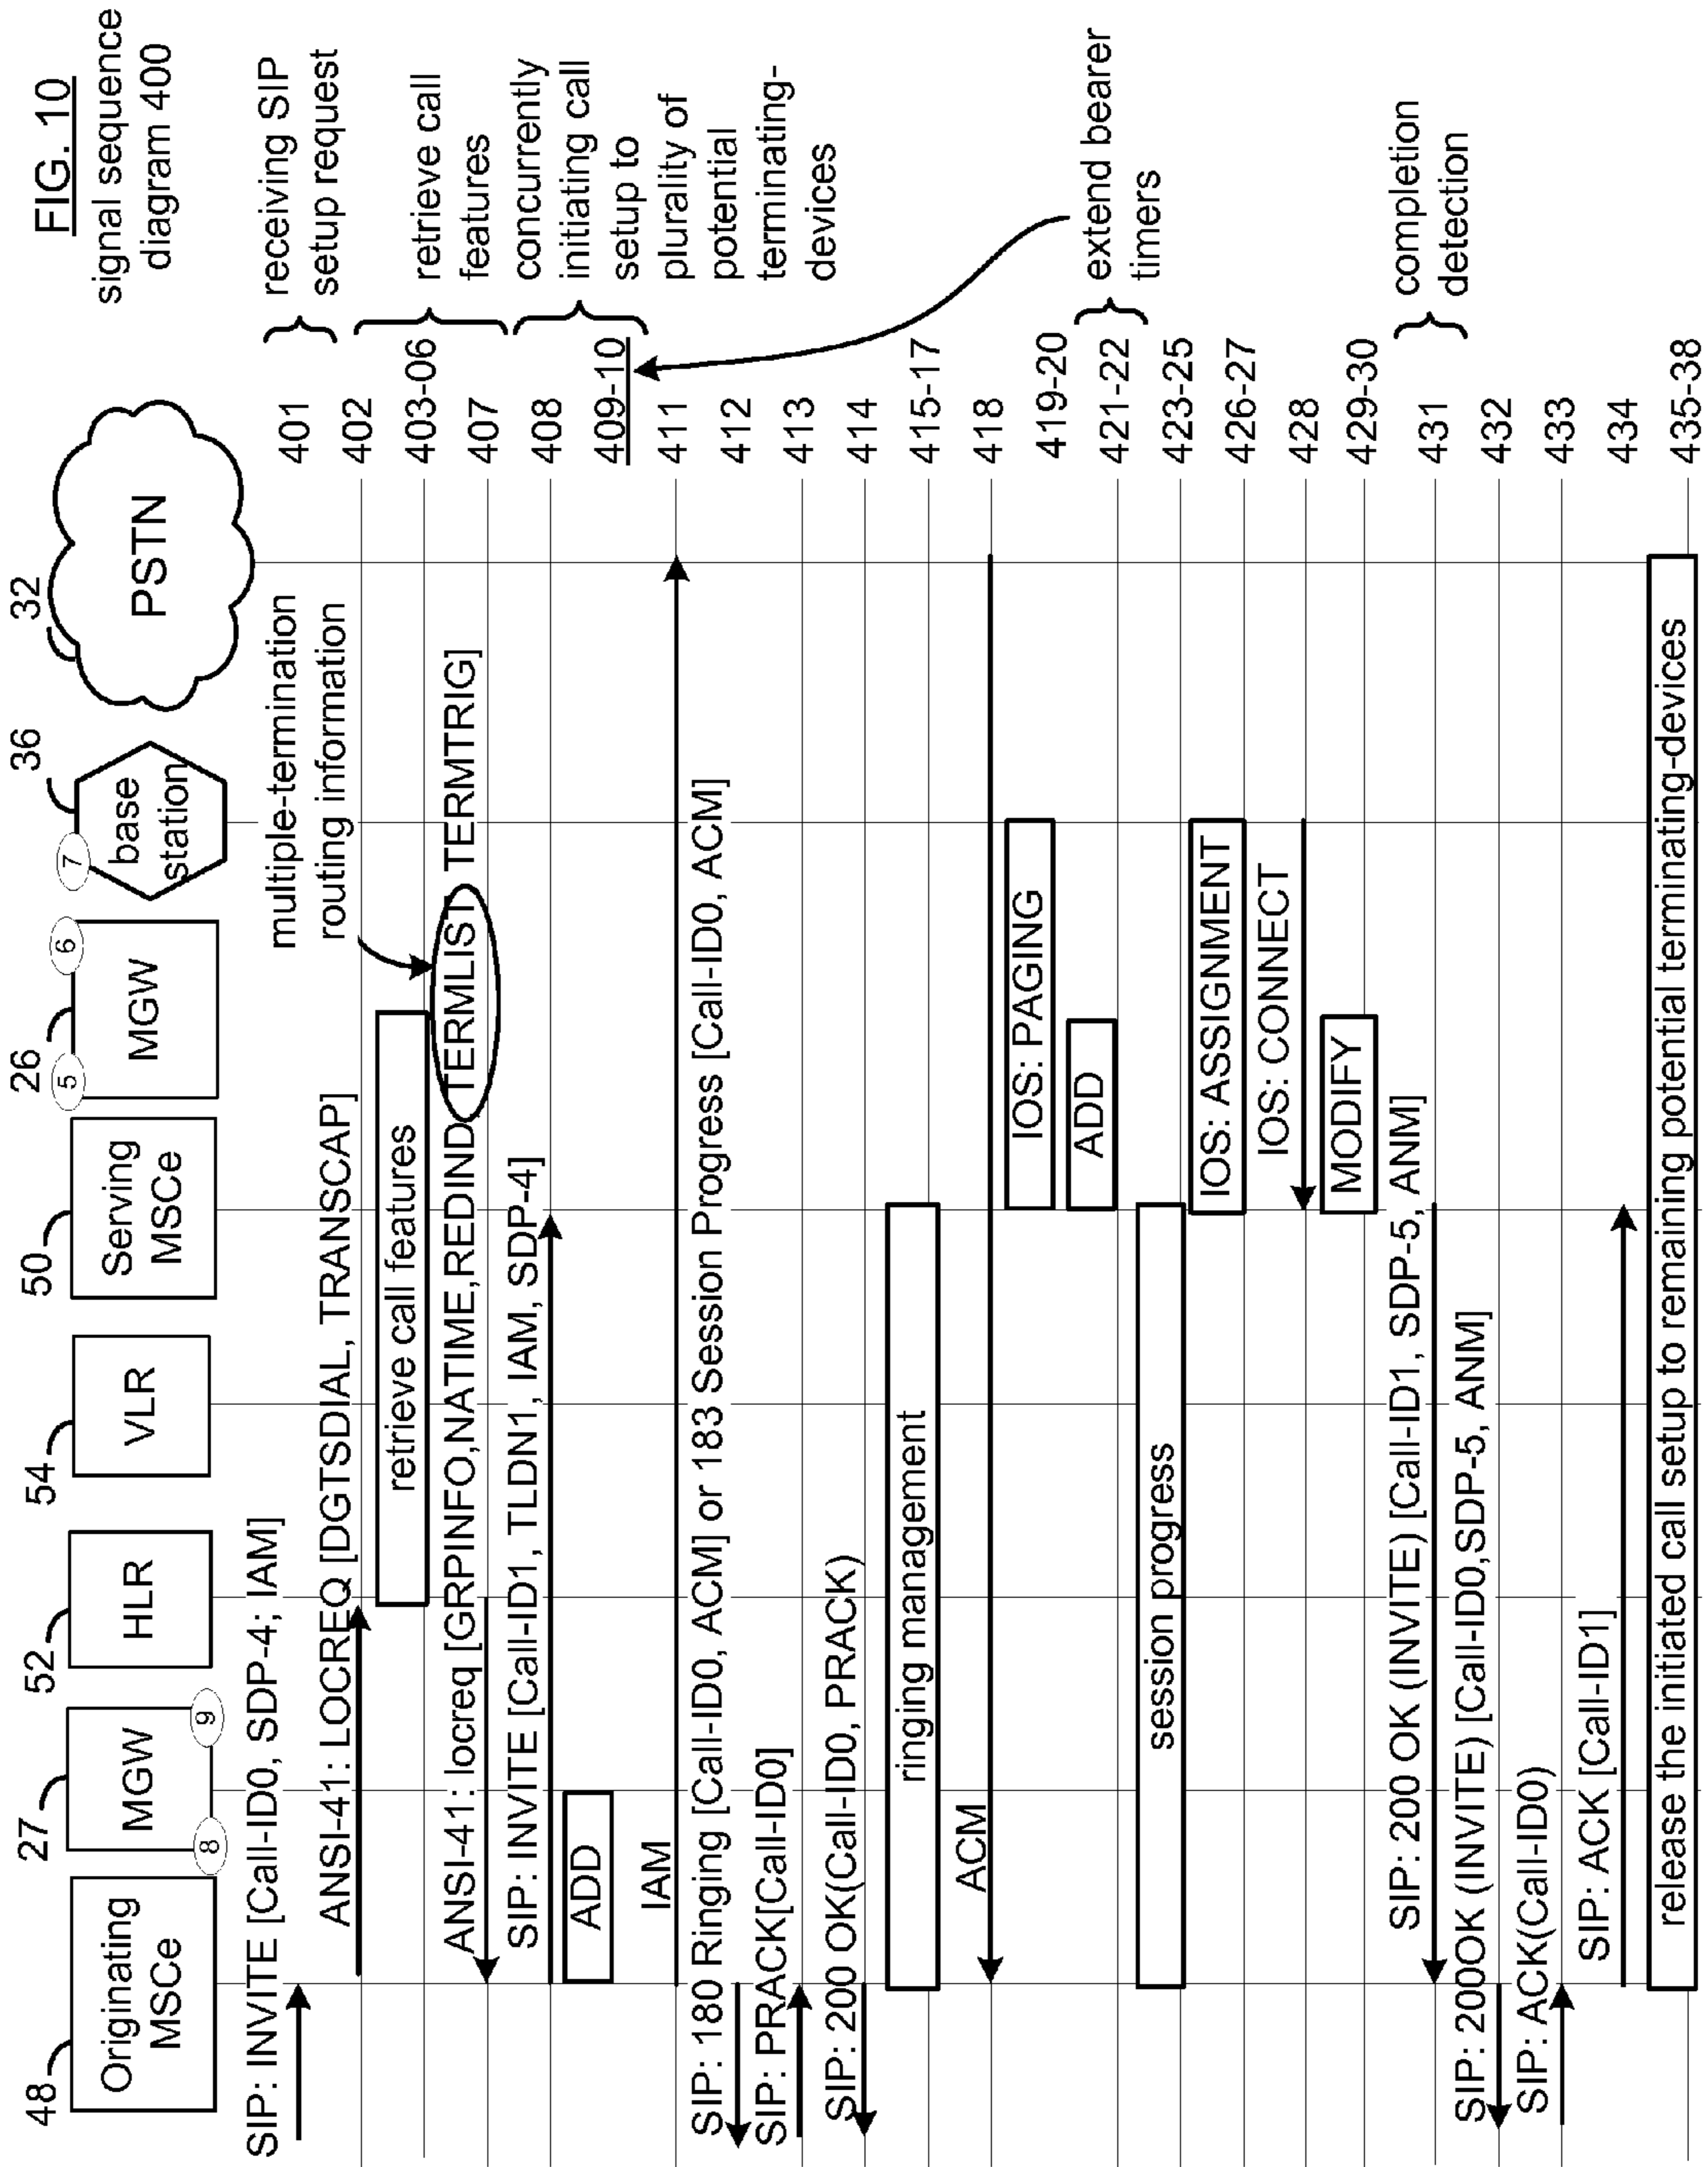 FIG. 10
signal sequence
diagram 400
48
Originating
MSCe
27
MGW
8
9
52
HLR
54
VLR
50
Serving
MSCe
26
MGW
5
6
36
base
station
7
32
PSTN
SIP: INVITE [Call-ID0, SDP-4; IAM]
401
receiving SIP
setup request
ANSI-41: LOCREQ [DGTSDIAL, TRANSCAP]
402
multiple-termination
routing information
retrieve call features
403-06
retrieve call
features
ANSI-41: locreq [GRPINFO,NATIME,REDIND TERMLIST TERMTRIG]
407
SIP: INVITE [Call-ID1, TLDN1, IAM, SDP-4]
408
concurrently
initiating call
setup to
plurality of
potential
terminating-
devices
ADD
409-10
IAM
411
SIP: 180 Ringing [Call-ID0, ACM] or 183 Session Progress [Call-ID0, ACM]
412
SIP: PRACK[Call-ID0]
413
SIP: 200 OK(Call-ID0, PRACK)
414
ringing management
415-17
ACM
418
IOS: PAGING
419-20
extend bearer
timers
ADD
421-22
session progress
423-25
IOS: ASSIGNMENT
426-27
IOS: CONNECT
428
MODIFY
429-30
SIP: 200 OK (INVITE) [Call-ID1, SDP-5, ANM]
431
completion
detection
SIP: 200OK (INVITE) [Call-ID0,SDP-5, ANM]
432
SIP: ACK(Call-ID0)
433
SIP: ACK [Call-ID1]
434
release the initiated call setup to remaining potential terminating-devices
435-38